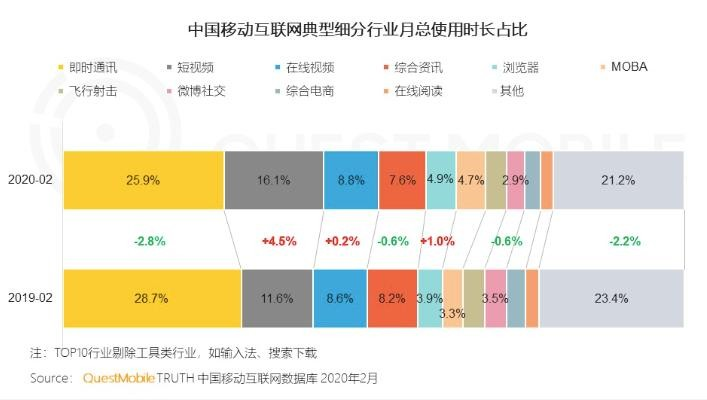 中国移动互联网典型细分行业月总使用时长占比
即时通讯 短视频 在线视频 综合资讯 浏览器 MOBA
飞行射击 微博社交 综合电商 在线阅读 其他
QUEST MOBILE
2020-02 25.9% 16.1% 8.8% 7.6% 4.9% 4.7% 2.9% 21.2%
-2.8% +4.5% +0.2% -0.6% +1.0% -0.6% -2.2%
2019-02 28.7% 11.6% 8.6% 8.2% 3.9% 3.3% 3.5% 23.4%
注：TOP10行业剔除工具类行业，如输入法、搜索下载
Source： QuestMobile TRUTH 中国移动互联网数据库 2020年2月